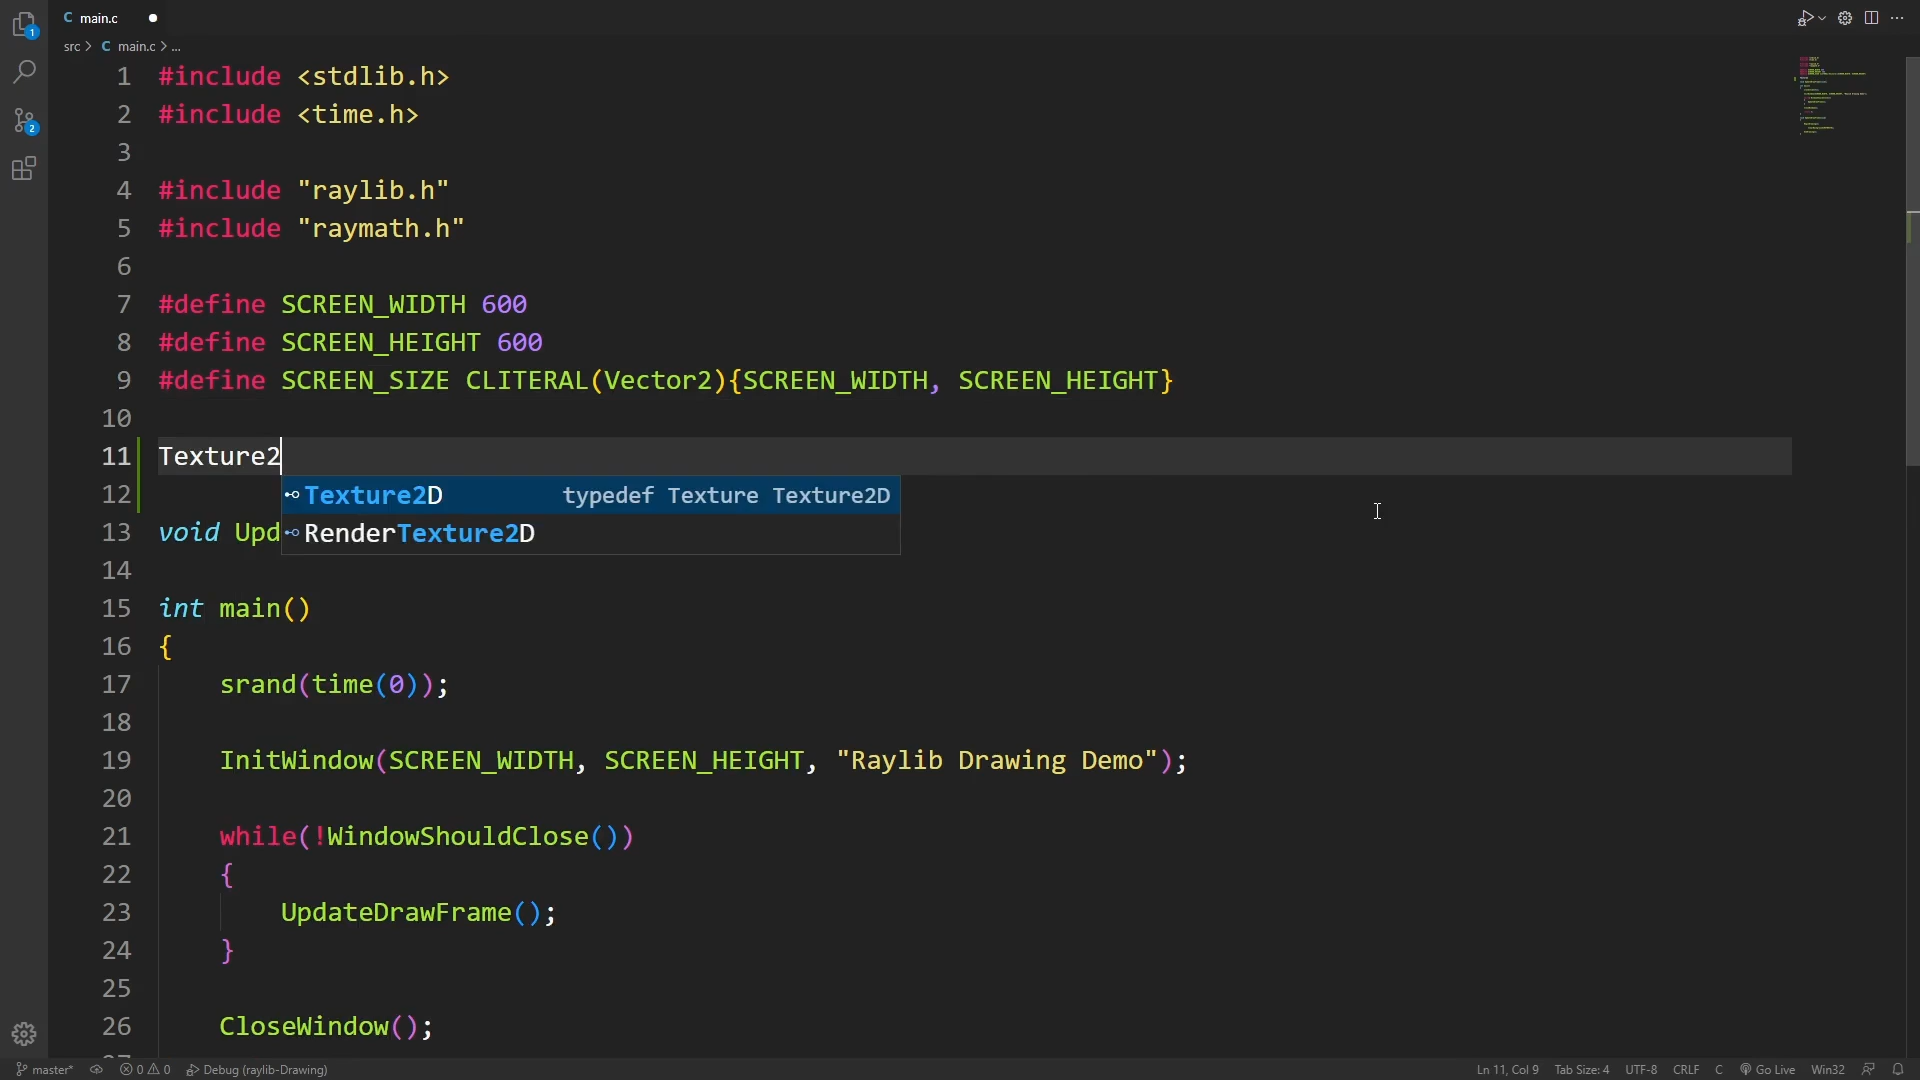 C main.c
1
src > C main.c > ...
1 #include <stdlib.h>
2 #include <time.h>
2
3
4 #include "raylib.h"
5 #include "raymath.h"
6
7 #define SCREEN_WIDTH 600
8 #define SCREEN_HEIGHT 600
9 #define SCREEN_SIZE CLITERAL(Vector2){SCREEN_WIDTH, SCREEN_HEIGHT}
10
11 Texture2
12 Texture2D typedef Texture Texture2D
13 void Upd RenderTexture2D
14
15 int main()
16 {
17 srand(time(0));
18
19 InitWindow(SCREEN_WIDTH, SCREEN_HEIGHT, "Raylib Drawing Demo");
20
21 while(!WindowShouldClose())
22 {
23 UpdateDrawFrame();
24 }
25
26 CloseWindow();
master* 0 0 Debug (raylib-Drawing) Ln 11, Col 9 Tab Size: 4 UTF-8 CRLF C Go Live Win32